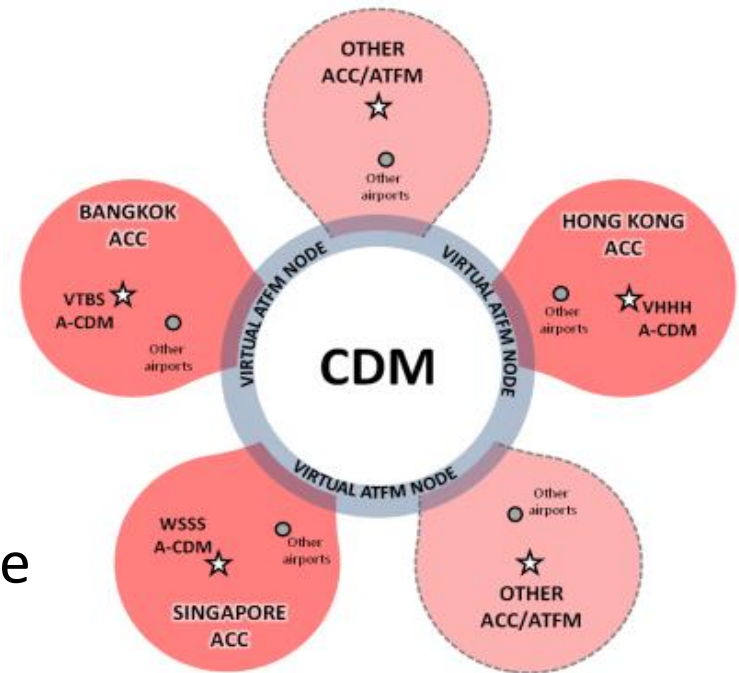 OTHER
ACC/ATFM
Other
airports
BANGKOK
ACC
VTBS
A-CDM
Other
airports
HONG KONG
ACC
Other
airports
VHHH
A-CDM
VIRTUAL ATFM NODE
VIRTUAL ATFM NODE
CDM
VIRTUAL ATFM NODE
WSSS
A-CDM
Other
airports
SINGAPORE
ACC
Other
airports
OTHER
ACC/ATFM
e